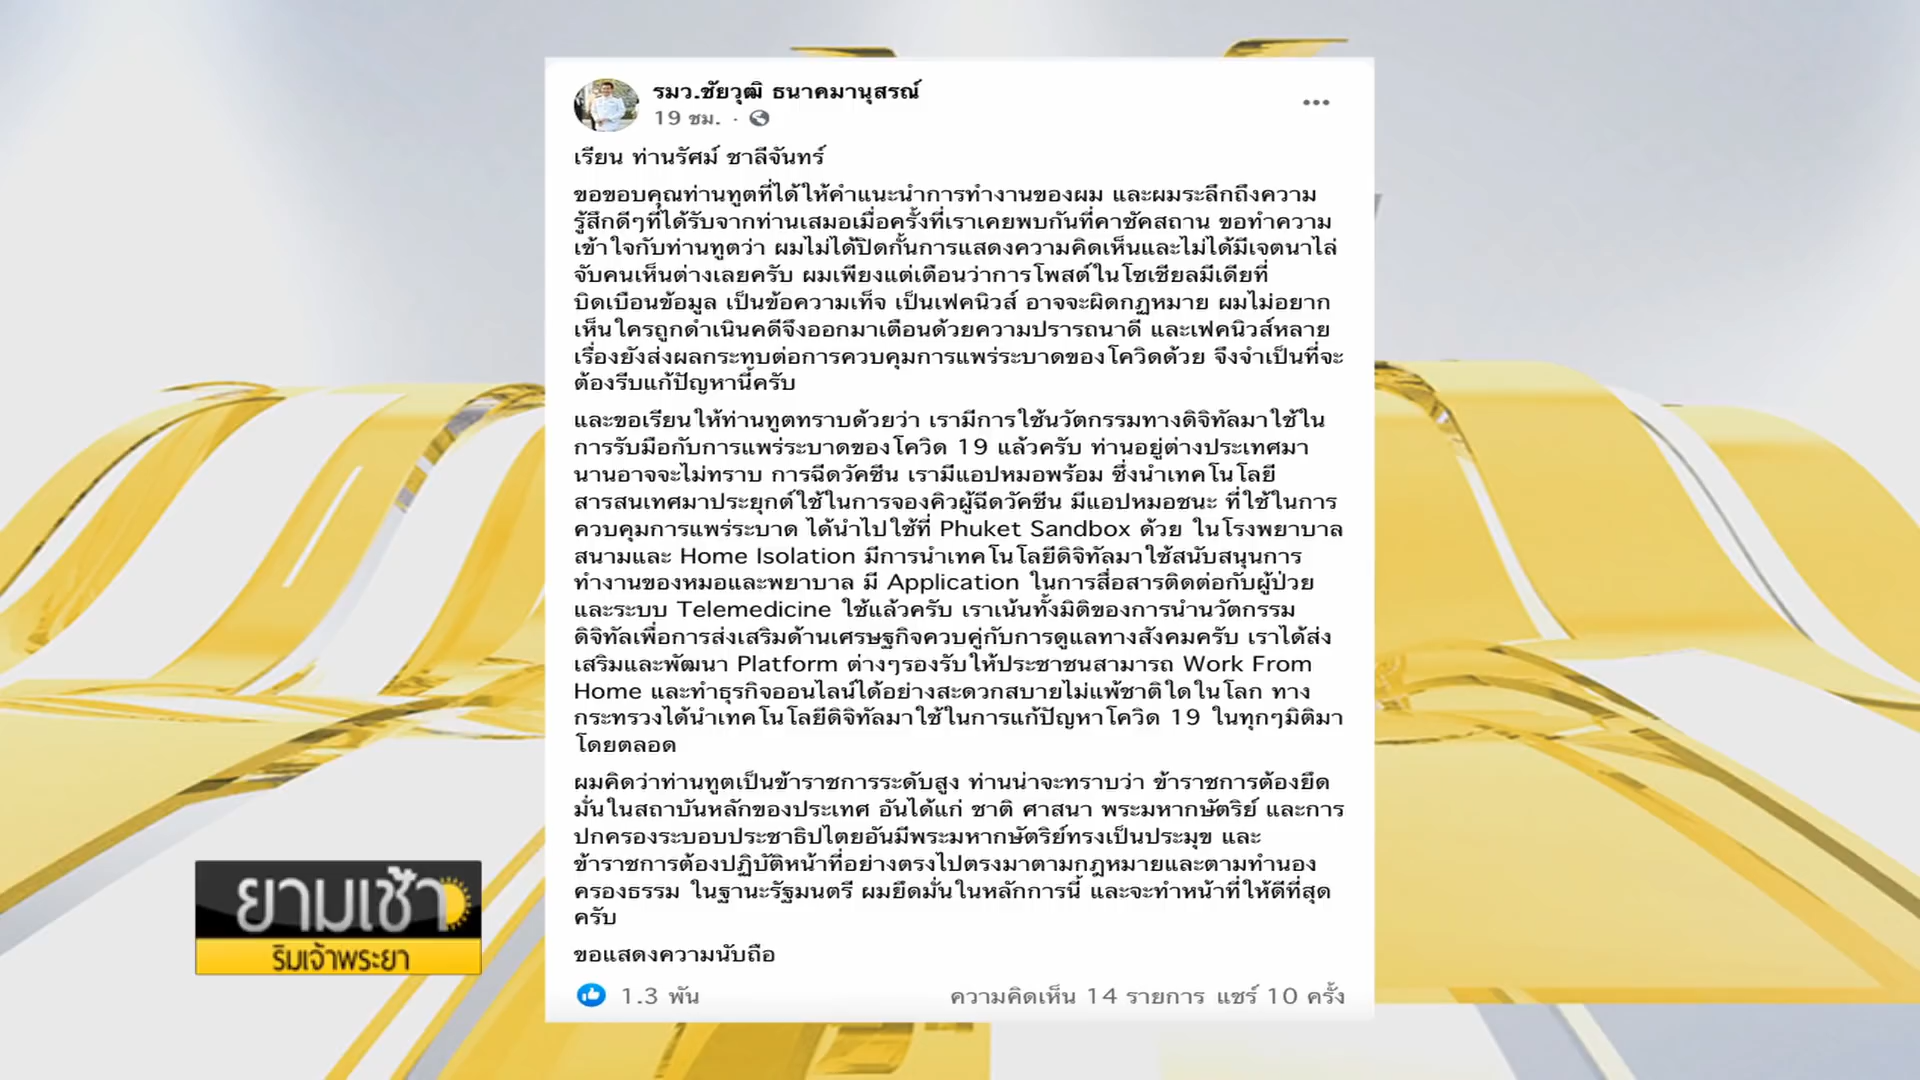 รมว.ชัยวุฒิ ธนาคมานุสรณ์
19 ชม. ·
เรียน ท่านรัศม์ ชาลีจันทร์
ขอขอบคุณท่านทูตที่ได้ให้คำแนะนำการทำงานของผม และผมระลึกถึงความ
รู้สึกดีๆที่ได้รับจากท่านเสมอเมื่อครั้งที่เราเคยพบกันที่คาซัคสถาน ขอทำความ
เข้าใจกับท่านทูตว่า ผมไม่ได้ปิดกั้นการแสดงความคิดเห็นและไม่ได้มีเจตนาไล่
จับคนเห็นต่างเลยครับ ผมเพียงแต่เตือนว่าการโพสต์ในโซเชียลมีเดียที่
บิดเบือนข้อมูล เป็นข้อความเท็จ เป็นเฟคนิวส์ อาจจะผิดกฎหมาย ผมไม่อยาก
เห็นใครถูกดำเนินคดีจึงออกมาเตือนด้วยความปรารถนาดี และเฟคนิวส์หลาย
เรื่องยังส่งผลกระทบต่อการควบคุมการแพร่ระบาดของโควิดด้วย จึงจำเป็นที่จะ
ต้องรีบแก้ปัญหานี้ครับ
และขอเรียนให้ท่านทูตทราบด้วยว่า เรามีการใช้นวัตกรรมทางดิจิทัลมาใช้ใน
การรับมือกับการแพร่ระบาดของโควิด 19 แล้วครับ ท่านอยู่ต่างประเทศมา
นานอาจจะไม่ทราบ การฉีดวัคซีน เรามีแอปหมอพร้อม ซึ่งนำเทคโนโลยี
สารสนเทศมาประยุกต์ใช้ในการจองคิวผู้ฉีดวัคซีน มีแอปหมอชนะ ที่ใช้ในการ
ควบคุมการแพร่ระบาด ได้นำไปใช้ที่ Phuket Sandbox ด้วย ในโรงพยาบาล
สนามและ Home Isolation มีการนำเทคโนโลยีดิจิทัลมาใช้สนับสนุนการ
ทำงานของหมอและพยาบาล มี Application ในการสื่อสารติดต่อกับผู้ป่วย
และระบบ Telemedicine ใช้แล้วครับ เราเน้นทั้งมิติของการนำนวัตกรรม
ดิจิทัลเพื่อการส่งเสริมด้านเศรษฐกิจควบคู่กับการดูแลทางสังคมครับ เราได้ส่ง
เสริมและพัฒนา Platform ต่างๆรองรับให้ประชาชนสามารถ Work From
Home และทำธุรกิจออนไลน์ได้อย่างสะดวกสบายไม่แพ้ชาติใดในโลก ทาง
กระทรวงได้นำเทคโนโลยีดิจิทัลมาใช้ในการแก้ปัญหาโควิด 19 ในทุกๆมิติมา
โดยตลอด
ผมคิดว่าท่านทูตเป็นข้าราชการระดับสูง ท่านน่าจะทราบว่า ข้าราชการต้องยึด
มั่นในสถาบันหลักของประเทศ อันได้แก่ ชาติ ศาสนา พระมหากษัตริย์ และการ
ปกครองระบอบประชาธิปไตยอันมีพระมหากษัตริย์ทรงเป็นประมุข และ
ข้าราชการต้องปฏิบัติหน้าที่อย่างตรงไปตรงมาตามกฎหมายและตามทำนอง
ครองธรรม ในฐานะรัฐมนตรี ผมยึดมั่นในหลักการนี้ และจะทำหน้าที่ให้ดีที่สุด
ครับ
ขอแสดงความนับถือ
1.3 พัน
ความคิดเห็น 14 รายการ แชร์ 10 ครั้ง
ยามเช้า
ริมเจ้าพระยา